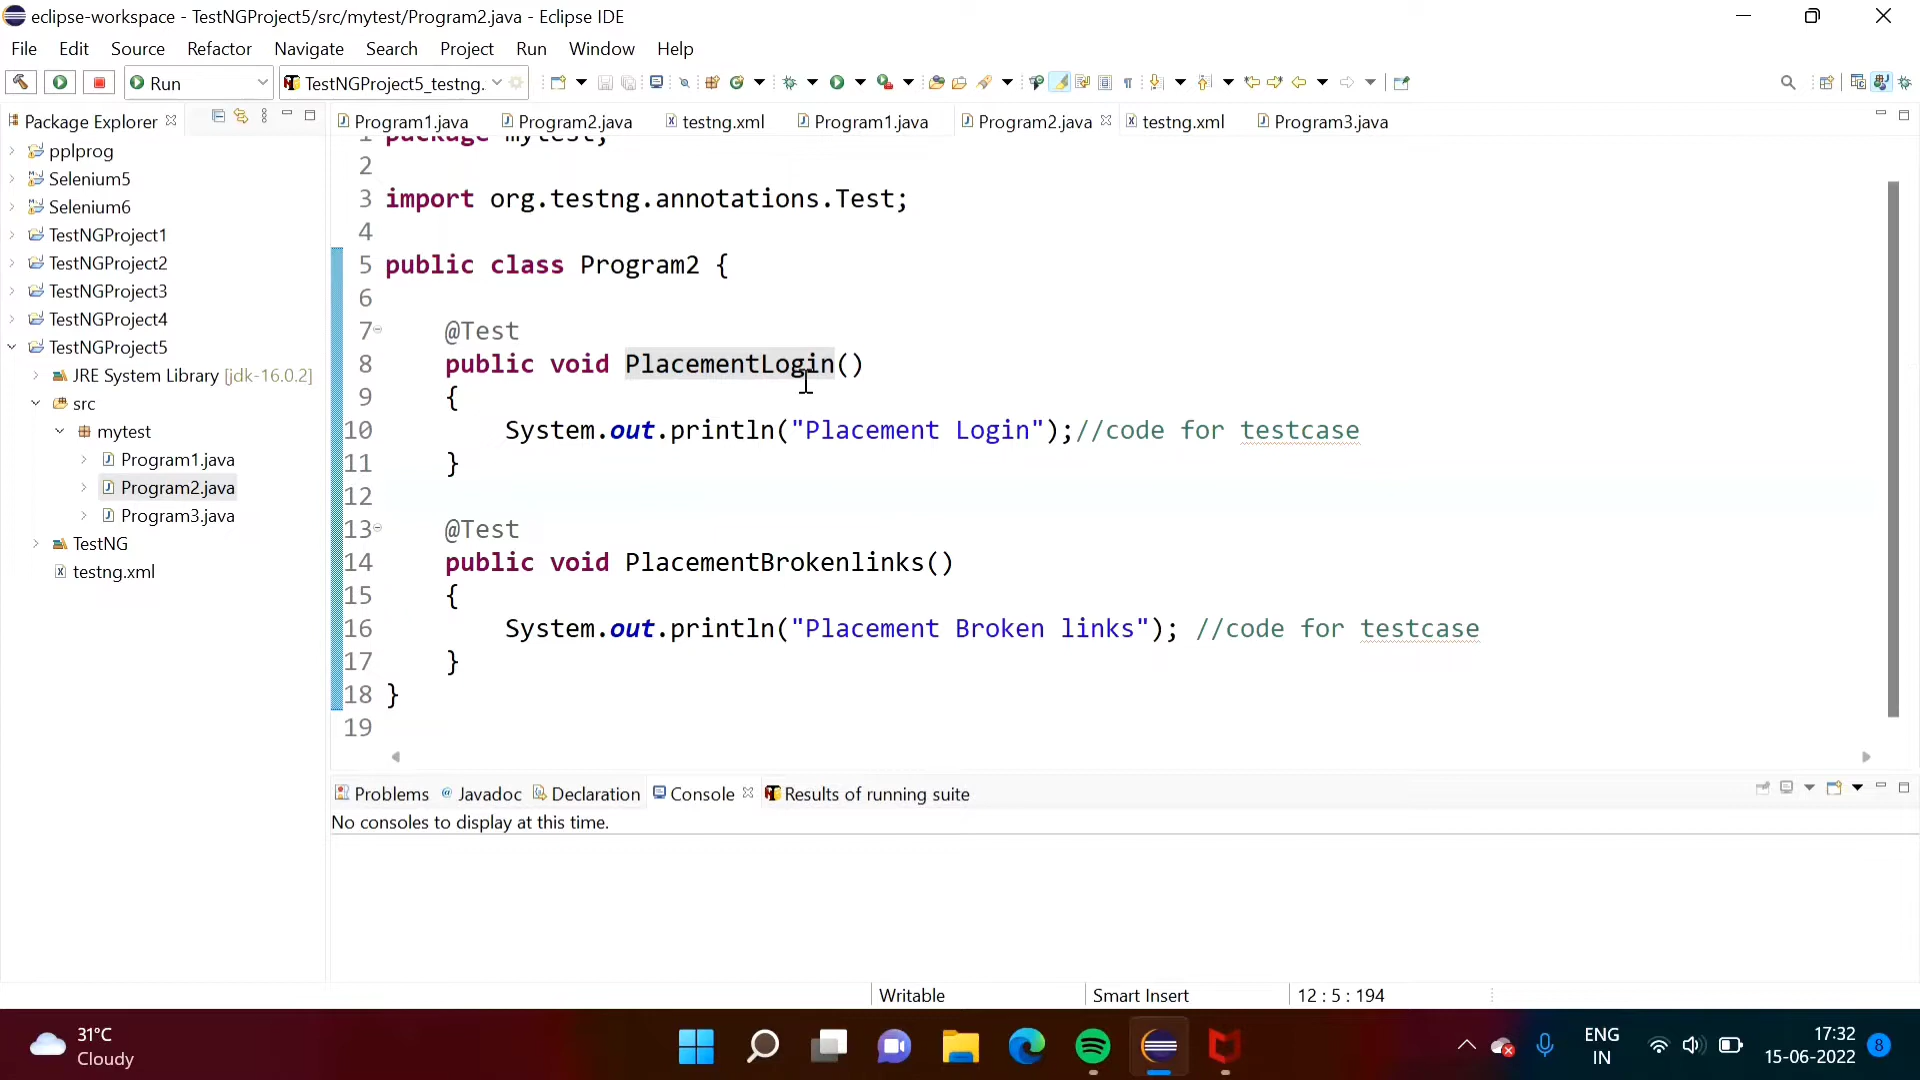 eclipse-workspace - TestNGProject5/src/mytest/Program2.java - Eclipse IDE
File Edit Source Refactor Navigate Search Project Run Window Help
Run TestNGProject5_testng.
Package Explorer
pplprog
Selenium5
Selenium6
TestNGProject1
TestNGProject2
TestNGProject3
TestNGProject4
TestNGProject5
JRE System Library [jdk-16.0.2]
src
mytest
Program1.java
Program2.java
Program3.java
TestNG
testng.xml
Program1.java Program2.java testng.xml Program1.java Program2.java testng.xml Program3.java
1 package mytest;
2
3 import org.testng.annotations.Test;
4
5 public class Program2 {
6
7 @Test
8 public void PlacementLogin()
9 {
10 System.out.println("Placement Login");//code for testcase
11 }
12
13 @Test
14 public void PlacementBrokenlinks()
15 {
16 System.out.println("Placement Broken links"); //code for testcase
17 }
18 }
19
Problems @ Javadoc Declaration Console Results of running suite
No consoles to display at this time.
Writable Smart Insert 12 : 5 : 194
31°C
Cloudy
ENG
IN
17:32
15-06-2022
8